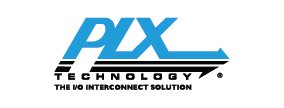 PLX
TECHNOLOGY®
THE I/O INTERCONNECT SOLUTION